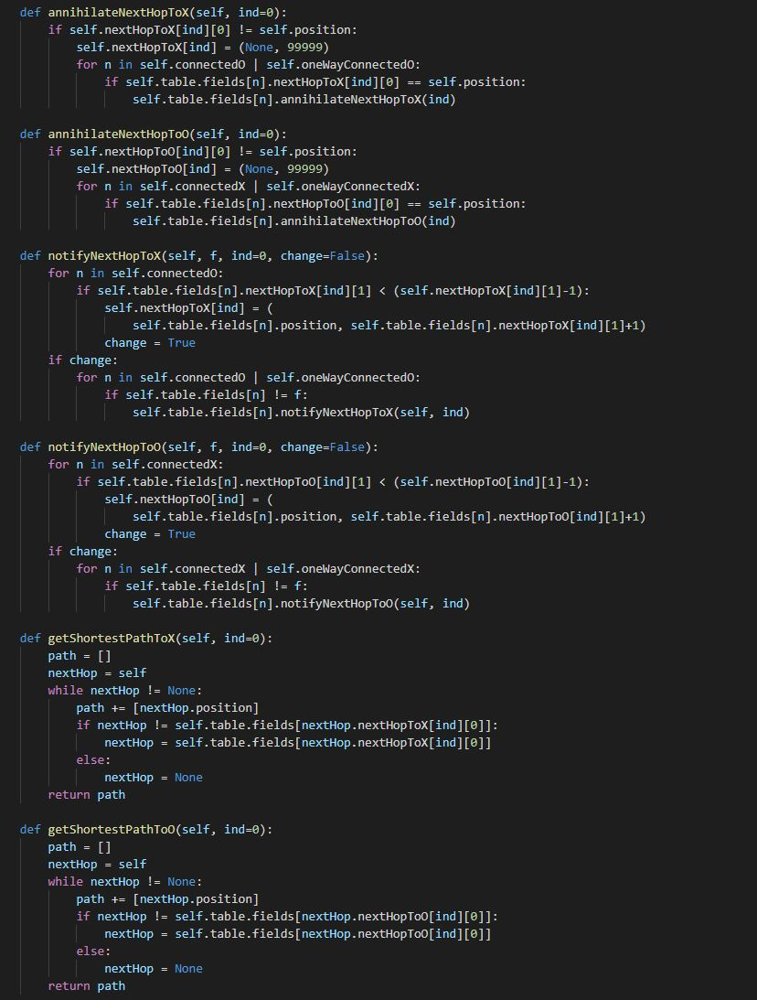 def annihilateNextHopToX(self, ind=0):
    if self.nextHopToX[ind][0] != self.position:
        self.nextHopToX[ind] = (None, 99999)
        for n in self.connectedO | self.oneWayConnectedO:
            if self.table.fields[n].nextHopToX[ind][0] == self.position:
                self.table.fields[n].annihilateNextHopToX(ind)

def annihilateNextHopToO(self, ind=0):
    if self.nextHopToO[ind][0] != self.position:
        self.nextHopToO[ind] = (None, 99999)
        for n in self.connectedX | self.oneWayConnectedX:
            if self.table.fields[n].nextHopToO[ind][0] == self.position:
                self.table.fields[n].annihilateNextHopToO(ind)

def notifyNextHopToX(self, f, ind=0, change=False):
    for n in self.connectedO:
        if self.table.fields[n].nextHopToX[ind][1] < (self.nextHopToX[ind][1]-1):
            self.nextHopToX[ind] = (
                self.table.fields[n].position, self.table.fields[n].nextHopToX[ind][1]+1)
            change = True
    if change:
        for n in self.connectedO | self.oneWayConnectedO:
            if self.table.fields[n] != f:
                self.table.fields[n].notifyNextHopToX(self, ind)

def notifyNextHopToO(self, f, ind=0, change=False):
    for n in self.connectedX:
        if self.table.fields[n].nextHopToO[ind][1] < (self.nextHopToO[ind][1]-1):
            self.nextHopToO[ind] = (
                self.table.fields[n].position, self.table.fields[n].nextHopToO[ind][1]+1)
            change = True
    if change:
        for n in self.connectedX | self.oneWayConnectedX:
            if self.table.fields[n] != f:
                self.table.fields[n].notifyNextHopToO(self, ind)

def getShortestPathToX(self, ind=0):
    path = []
    nextHop = self
    while nextHop != None:
        path += [nextHop.position]
        if nextHop != self.table.fields[nextHop.nextHopToX[ind][0]]:
            nextHop = self.table.fields[nextHop.nextHopToX[ind][0]]
        else:
            nextHop = None
    return path

def getShortestPathToO(self, ind=0):
    path = []
    nextHop = self
    while nextHop != None:
        path += [nextHop.position]
        if nextHop != self.table.fields[nextHop.nextHopToO[ind][0]]:
            nextHop = self.table.fields[nextHop.nextHopToO[ind][0]]
        else:
            nextHop = None
    return path